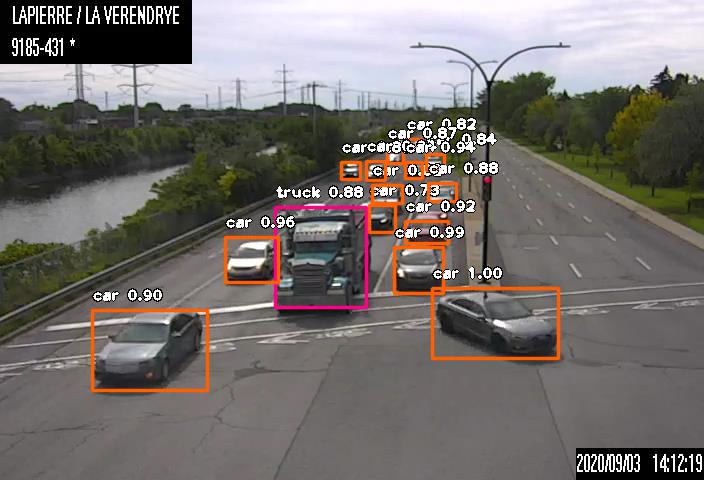 LAPIERRE / LA VERENDRYE
9185-431 *
car 0.82
car 0.87
car
0.84
car 0.94
car 0.88
truck 0.88
car 0.73
car 0.92
car 0.96
car 0.99
car 1.00
car 0.90
2020/09/03 14:12:19